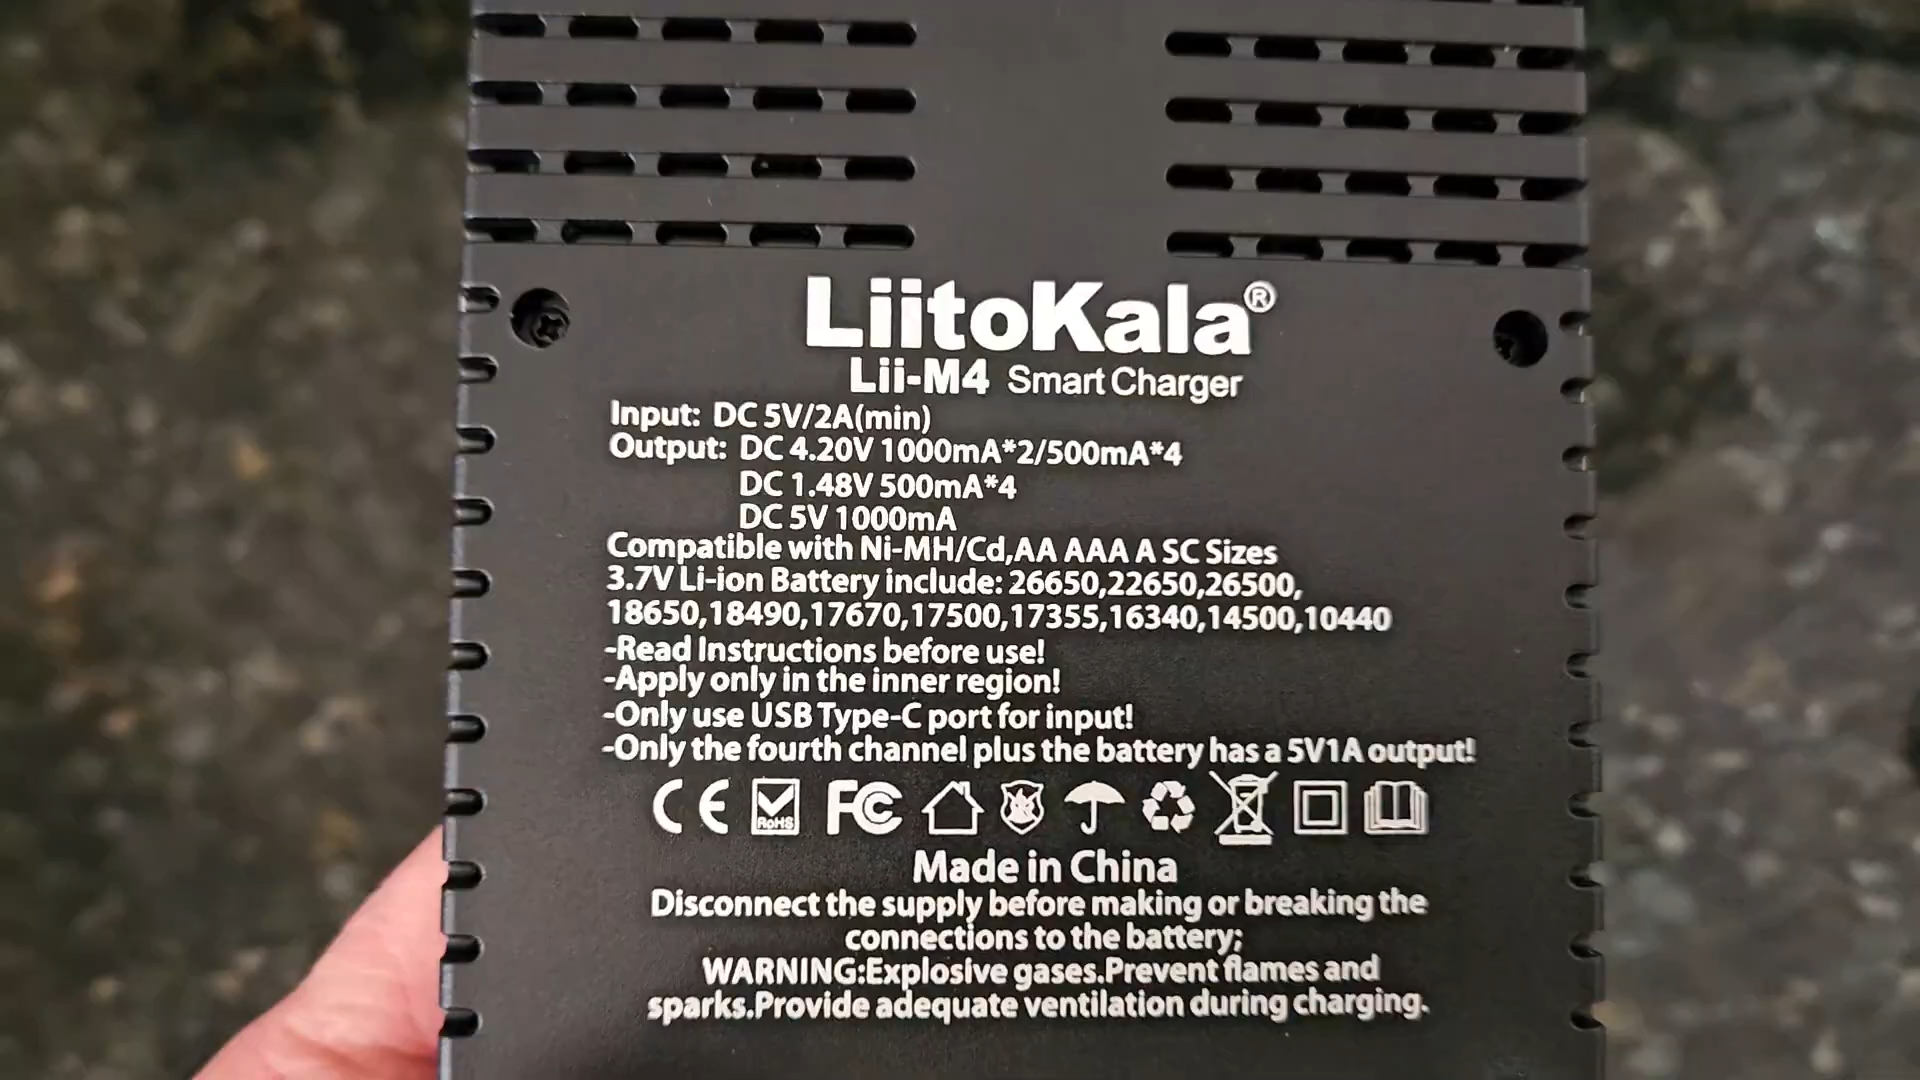 LiitoKala®
Lii-M4 Smart Charger
Input: DC 5V/2A(min)
Output: DC 4.20V 1000mA*2/500mA*4
DC 1.48V 500mA*4
DC 5V 1000mA
Compatible with Ni-MH/Cd,AA AAA A SC Sizes
3.7V Li-ion Battery include: 26650,22650,26500,
18650,18490,17670,17500,17355,16340,14500,10440
-Read Instructions before use!
-Apply only in the inner region!
-Only use USB Type-C port for input!
-Only the fourth channel plus the battery has a 5V1A output!
CE RoHS FC
Made in China
Disconnect the supply before making or breaking the
connections to the battery;
WARNING:Explosive gases.Prevent flames and
sparks.Provide adequate ventilation during charging.